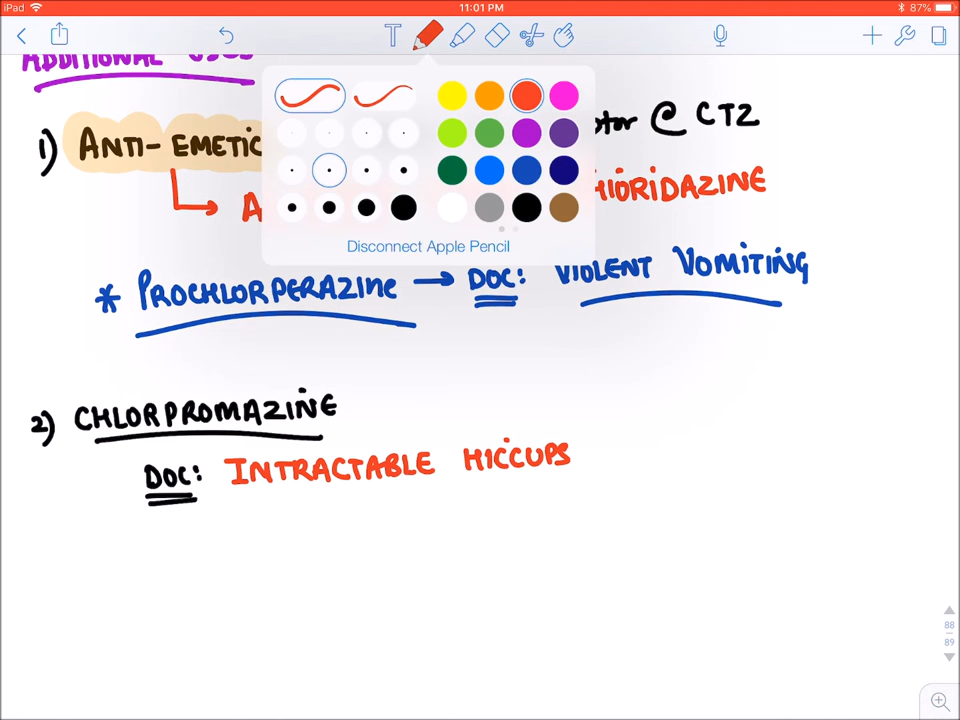 iPad 11:01 PM 87%
ADDITIONAL USES
1) ANTI-EMETIC @ CTZ
HIORIDAZINE
* PROCHLORPERAZINE → DOC: VIOLENT VOMITING
2) CHLORPROMAZINE
DOC: INTRACTABLE HICCUPS
Disconnect Apple Pencil
88
89